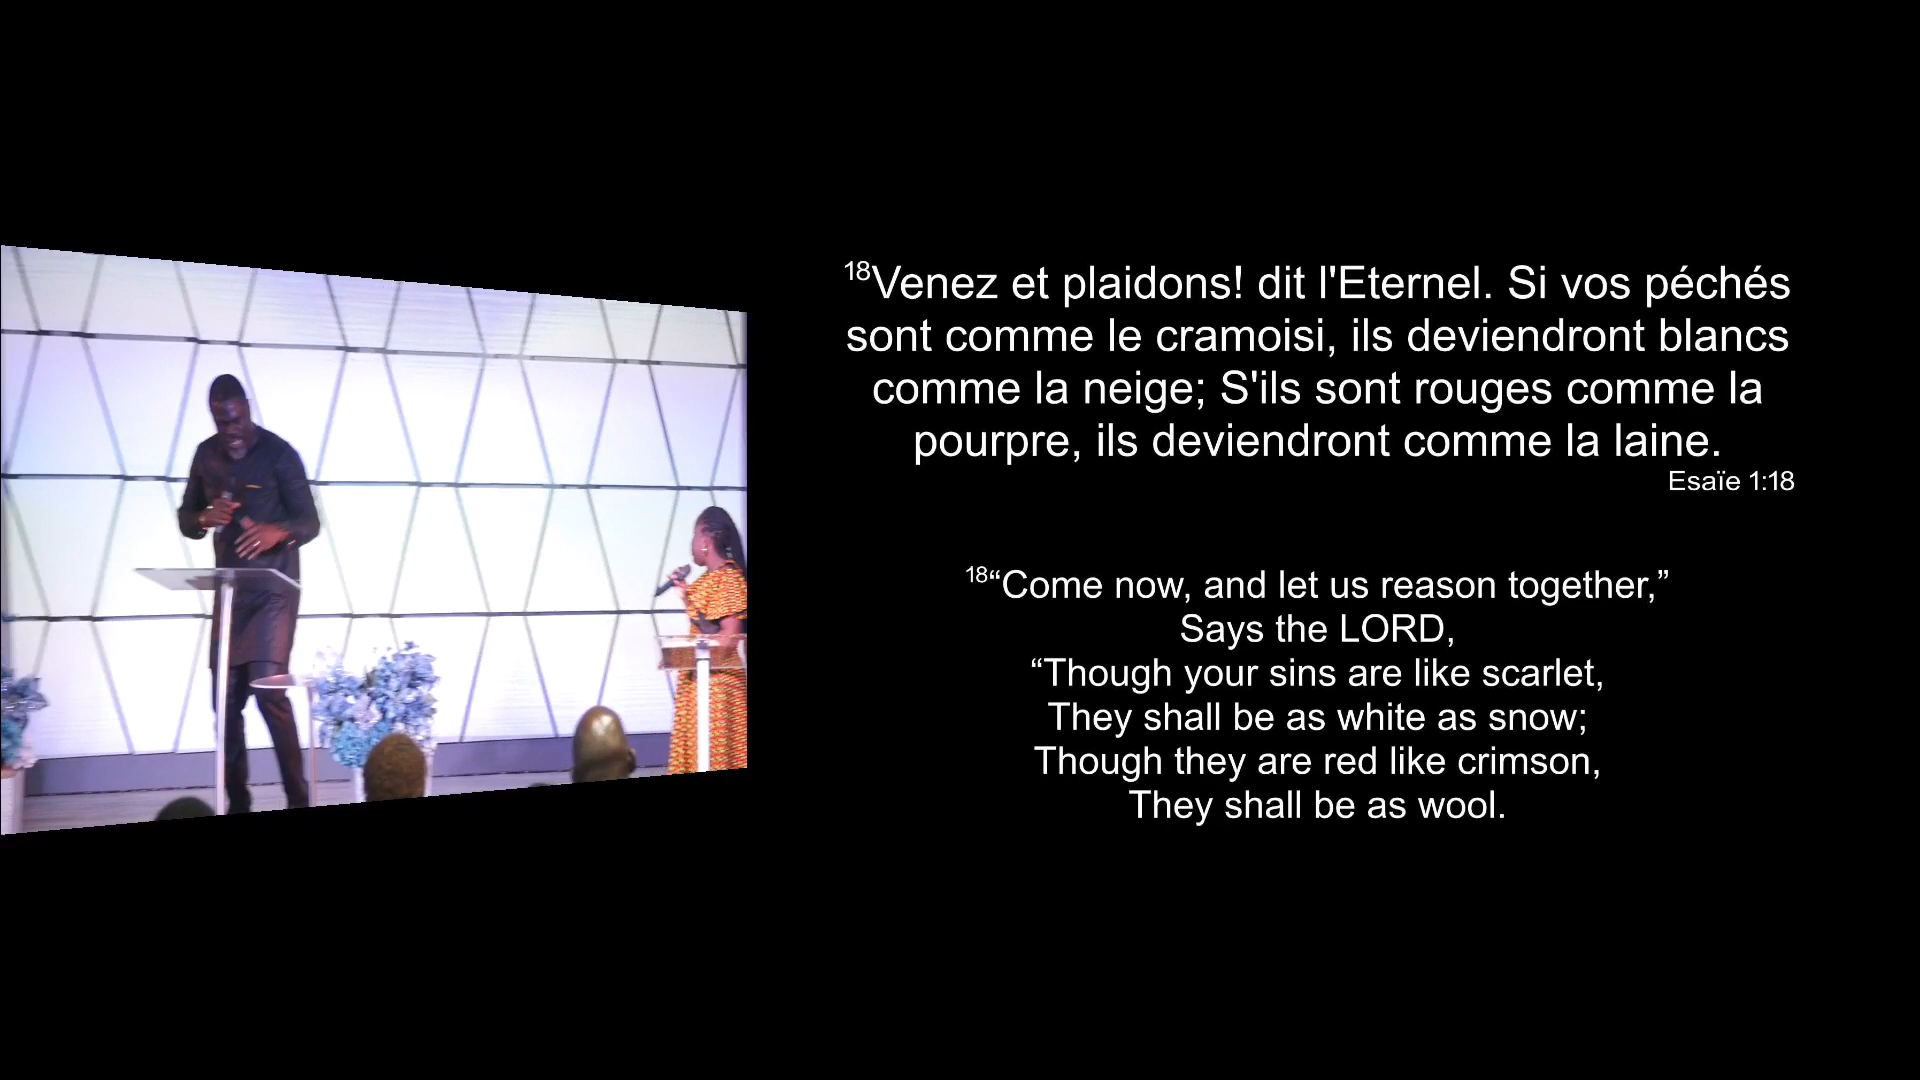 18Venez et plaidons! dit l'Eternel. Si vos péchés
sont comme le cramoisi, ils deviendront blancs
comme la neige; S'ils sont rouges comme la
pourpre, ils deviendront comme la laine.
Esaïe 1:18
18“Come now, and let us reason together,”
Says the LORD,
“Though your sins are like scarlet,
They shall be as white as snow;
Though they are red like crimson,
They shall be as wool.